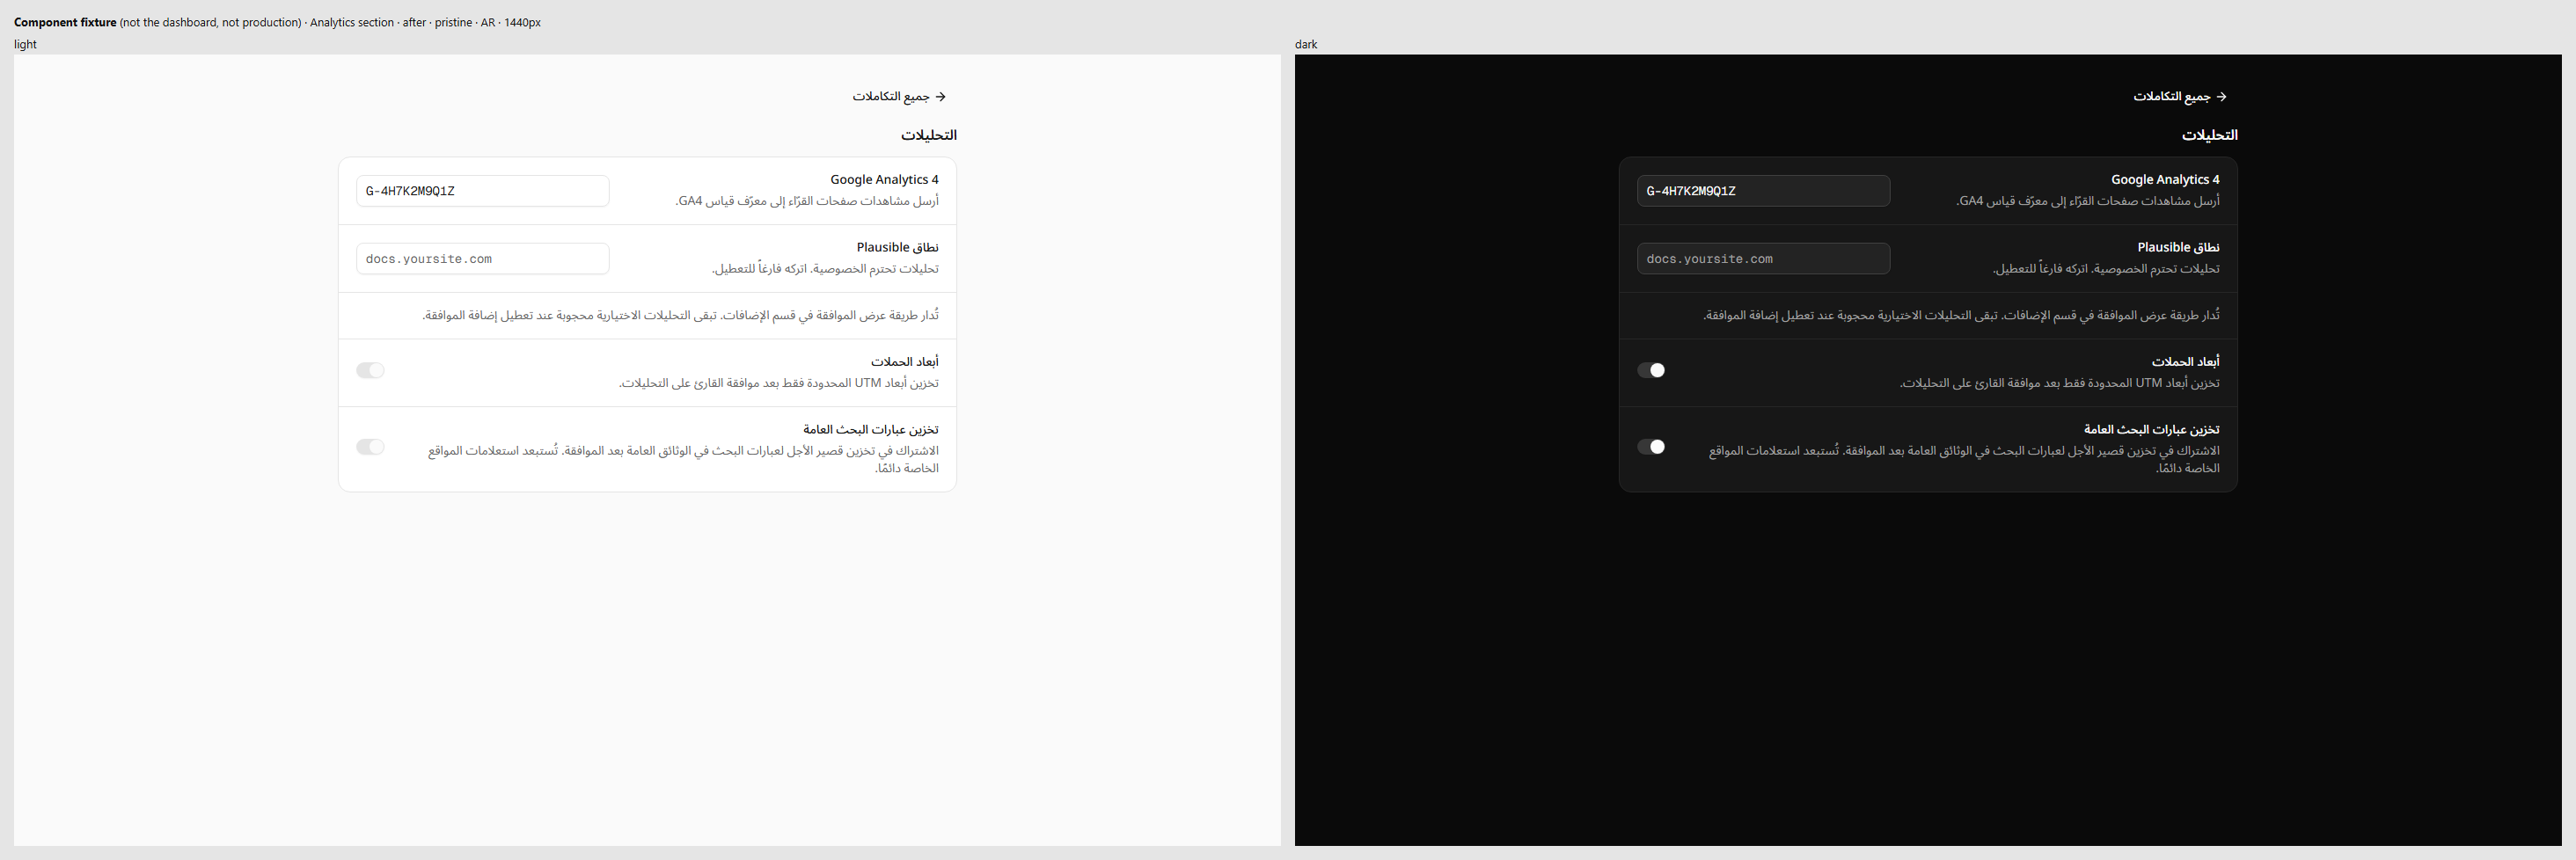 Component fixture (not the dashboard, not production) · Analytics section · after · pristine · AR · 1440px
light
جميع التكاملات
التحليلات
Google Analytics 4
أرسل مشاهدات صفحات القرّاء إلى معرّف قياس GA4.
G-4H7K2M9Q1Z
نطاق Plausible
تحليلات تحترم الخصوصية. اتركه فارغاً للتعطيل.
docs.yoursite.com
تُدار طريقة عرض الموافقة في قسم الإضافات. تبقى التحليلات الاختيارية محجوبة عند تعطيل إضافة الموافقة.
أبعاد الحملات
تخزين أبعاد UTM المحدودة فقط بعد موافقة القارئ على التحليلات.
تخزين عبارات البحث العامة
الاشتراك في تخزين قصير الأجل لعبارات البحث في الوثائق العامة بعد الموافقة. تُستبعد استعلامات المواقع
الخاصة دائمًا.
dark
جميع التكاملات
التحليلات
Google Analytics 4
أرسل مشاهدات صفحات القرّاء إلى معرّف قياس GA4.
G-4H7K2M9Q1Z
نطاق Plausible
تحليلات تحترم الخصوصية. اتركه فارغاً للتعطيل.
docs.yoursite.com
تُدار طريقة عرض الموافقة في قسم الإضافات. تبقى التحليلات الاختيارية محجوبة عند تعطيل إضافة الموافقة.
أبعاد الحملات
تخزين أبعاد UTM المحدودة فقط بعد موافقة القارئ على التحليلات.
تخزين عبارات البحث العامة
الاشتراك في تخزين قصير الأجل لعبارات البحث في الوثائق العامة بعد الموافقة. تُستبعد استعلامات المواقع
الخاصة دائمًا.